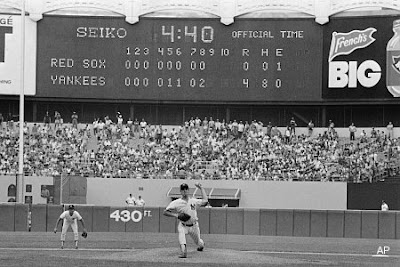 SEIKO 4:40 OFFICIAL TIME
123 456 789 10 R H E
RED SOX 000 000 00 0 0 1
YANKEES 000 011 02 4 8 0
French's
BIG
430 FT.
AP